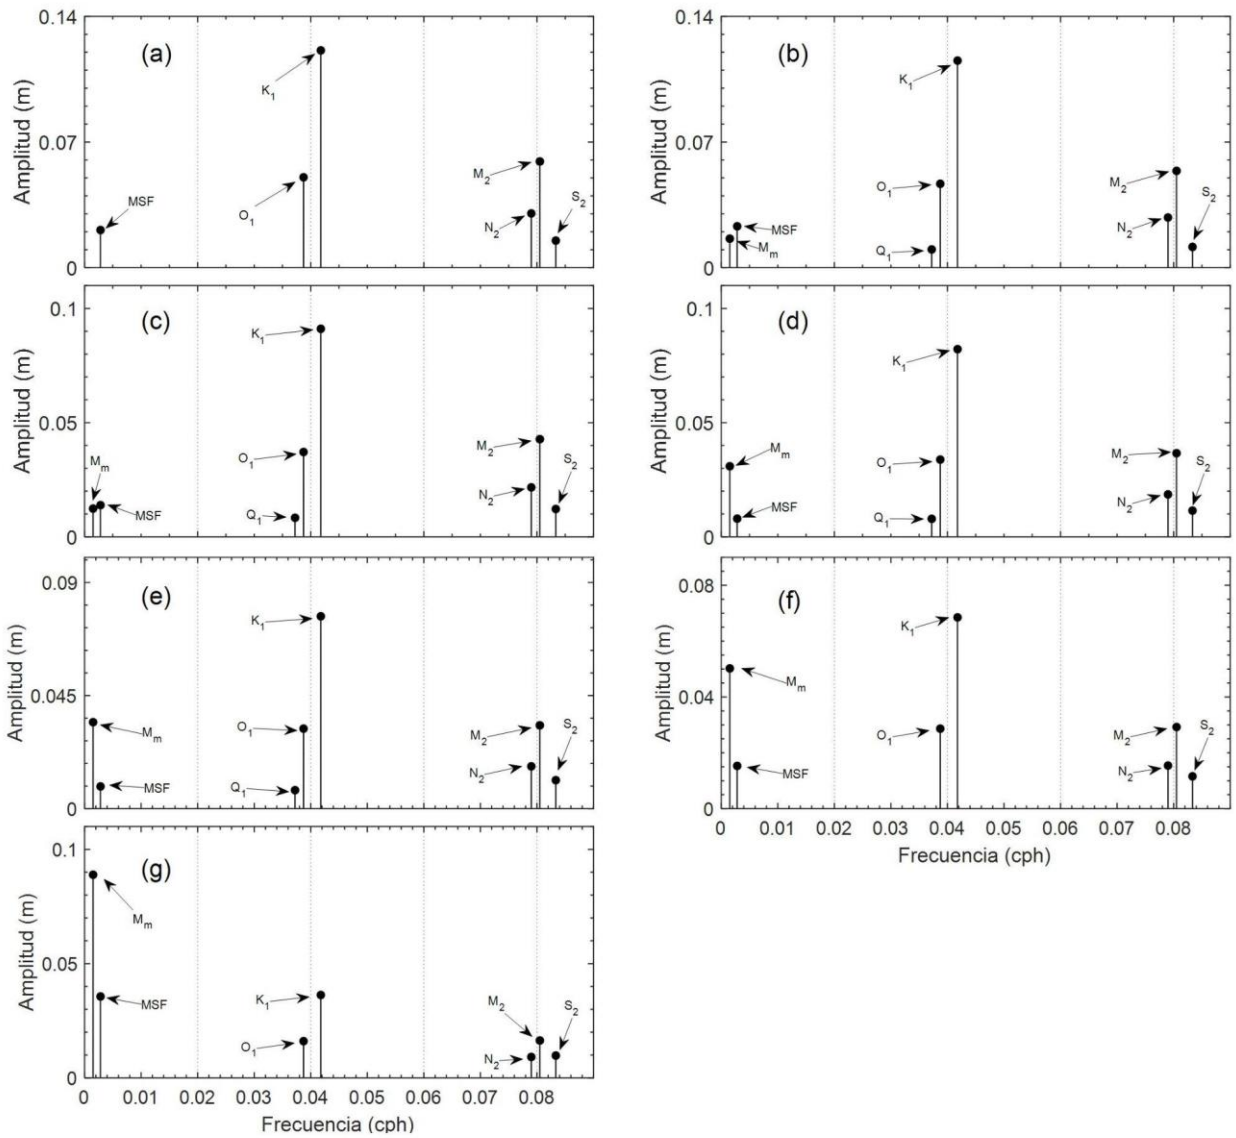 0.14
(a)
K₁
Amplitud (m)
0.07
MSF
O₁
M₂
N₂
S₂
0
0.14
(b)
K₁
Amplitud (m)
0.07
O₁
M₂
N₂
S₂
MSF
Mₘ
Q₁
0
0.1
(c)
K₁
Amplitud (m)
0.05
Mₘ
O₁
M₂
S₂
N₂
MSF
Q₁
0
0.1
(d)
K₁
Amplitud (m)
0.05
Mₘ
O₁
M₂
S₂
N₂
MSF
Q₁
0
0.09
(e)
K₁
Amplitud (m)
0.045
Mₘ
O₁
M₂
S₂
N₂
MSF
Q₁
0
0.08
(f)
K₁
Amplitud (m)
Mₘ
0.04
O₁
M₂
S₂
N₂
MSF
0
0 0.01 0.02 0.03 0.04 0.05 0.06 0.07 0.08
Frecuencia (cph)
0.1
(g)
Mₘ
Amplitud (m)
0.05
MSF
K₁
M₂
S₂
O₁
N₂
0
0 0.01 0.02 0.03 0.04 0.05 0.06 0.07 0.08
Frecuencia (cph)